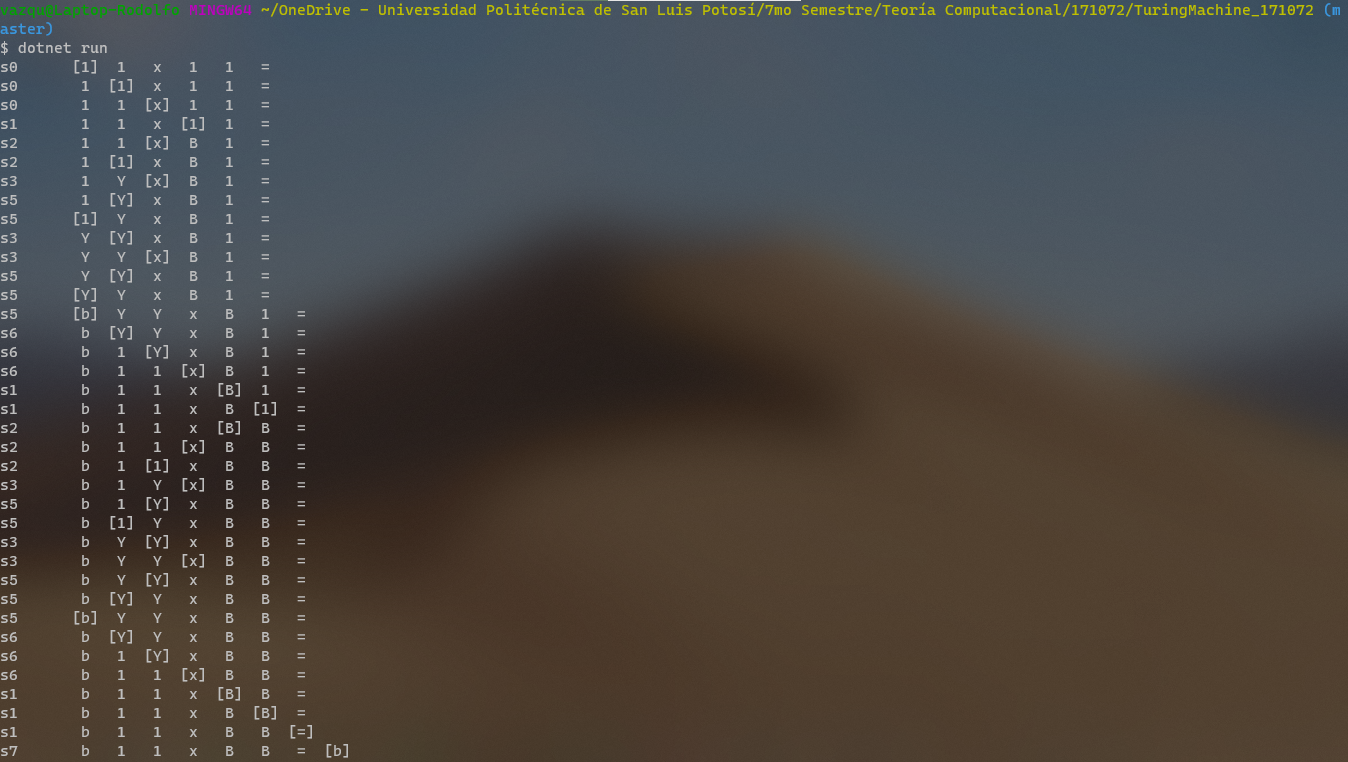 vazqu@Laptop-Rodolfo MINGW64 ~/OneDrive - Universidad Politécnica de San Luis Potosí/7mo Semestre/Teoría Computacional/171072/TuringMachine_171072 (m
aster)
$ dotnet run
s0 [1] 1 x 1 1 =
s0 1 [1] x 1 1 =
s0 1 1 [x] 1 1 =
s1 1 1 x [1] 1 =
s2 1 1 [x] B 1 =
s2 1 [1] x B 1 =
s3 1 Y [x] B 1 =
s5 1 [Y] x B 1 =
s5 [1] Y x B 1 =
s3 Y [Y] x B 1 =
s3 Y Y [x] B 1 =
s5 Y [Y] x B 1 =
s5 [Y] Y x B 1 =
s5 [b] Y Y x B 1 =
s6 b [Y] Y x B 1 =
s6 b 1 [Y] x B 1 =
s6 b 1 1 [x] B 1 =
s1 b 1 1 x [B] 1 =
s1 b 1 1 x B [1] =
s2 b 1 1 x [B] B =
s2 b 1 1 [x] B B =
s2 b 1 [1] x B B =
s3 b 1 Y [x] B B =
s5 b 1 [Y] x B B =
s5 b [1] Y x B B =
s3 b Y [Y] x B B =
s3 b Y Y [x] B B =
s5 b Y [Y] x B B =
s5 b [Y] Y x B B =
s5 [b] Y Y x B B =
s6 b [Y] Y x B B =
s6 b 1 [Y] x B B =
s6 b 1 1 [x] B B =
s1 b 1 1 x [B] B =
s1 b 1 1 x B [B] =
s1 b 1 1 x B B [=]
s7 b 1 1 x B B = [b]